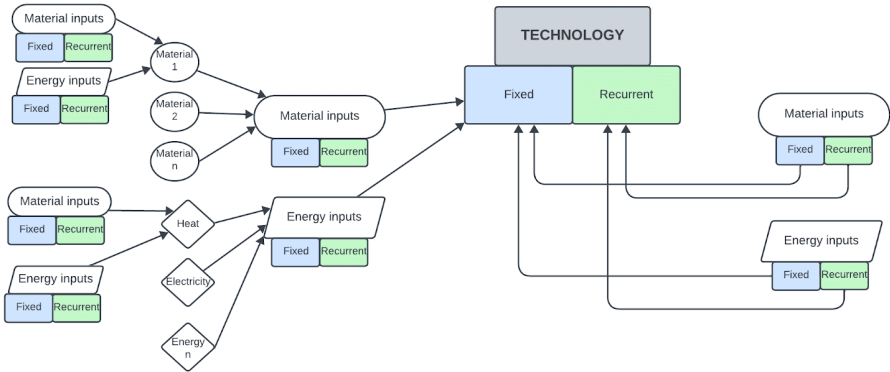 Material inputs
Fixed Recurrent
Energy inputs
Fixed Recurrent
Material
1
Material
2
Material
n
Material inputs
Fixed Recurrent
Material inputs
Fixed Recurrent
Energy inputs
Fixed Recurrent
Heat
Electricity
Energy
n
Energy inputs
Fixed Recurrent
TECHNOLOGY
Fixed Recurrent
Material inputs
Fixed Recurrent
Energy inputs
Fixed Recurrent